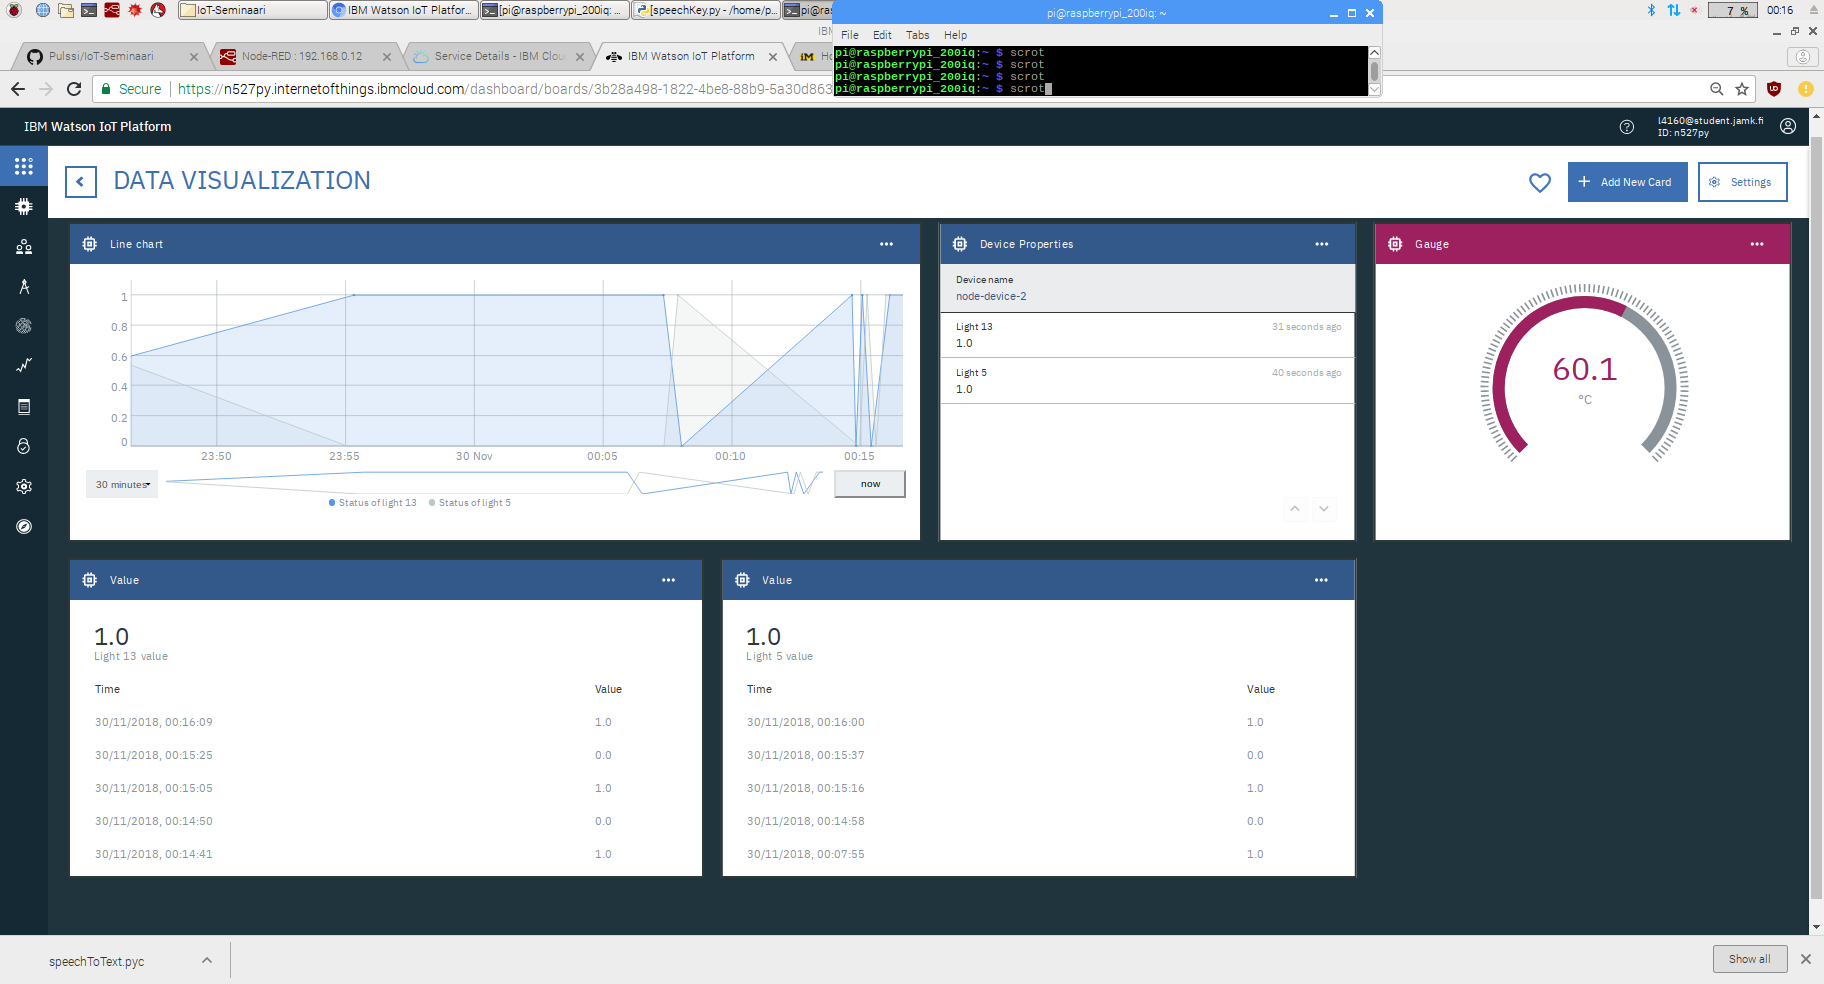 IoT-Seminaari
IBM Watson IoT Platfor...
[pi@raspberrypi_200iq: ...
[speechKey.py - /home/p...
pi@ras
pi@raspberrypi_200iq: ~
7 %
00:16
File Edit Tabs Help
pi@raspberrypi_200iq:~ $ scrot
pi@raspberrypi_200iq:~ $ scrot
pi@raspberrypi_200iq:~ $ scrot
pi@raspberrypi_200iq:~ $ scrot
Pulssi/IoT-Seminaari
Node-RED : 192.168.0.12
Service Details - IBM Clou
IBM Watson IoT Platform
Secure
https://n527py.internetofthings.ibmcloud.com/dashboard/boards/3b28a498-1822-4be8-88b9-5a30d863
IBM Watson IoT Platform
l4160@student.jamk.fi
ID: n527py
DATA VISUALIZATION
Add New Card
Settings
Line chart
1
0.8
0.6
0.4
0.2
0
23:50 23:55 30 Nov 00:05 00:10 00:15
30 minutes
now
Status of light 13 Status of light 5
Device Properties
Device name
node-device-2
Light 13 31 seconds ago
1.0
Light 5 40 seconds ago
1.0
Gauge
60.1
°C
Value
1.0
Light 13 value
Time Value
30/11/2018, 00:16:09 1.0
30/11/2018, 00:15:25 0.0
30/11/2018, 00:15:05 1.0
30/11/2018, 00:14:50 0.0
30/11/2018, 00:14:41 1.0
Value
1.0
Light 5 value
Time Value
30/11/2018, 00:16:00 1.0
30/11/2018, 00:15:37 0.0
30/11/2018, 00:15:16 1.0
30/11/2018, 00:14:58 0.0
30/11/2018, 00:07:55 1.0
speechToText.pyc
Show all